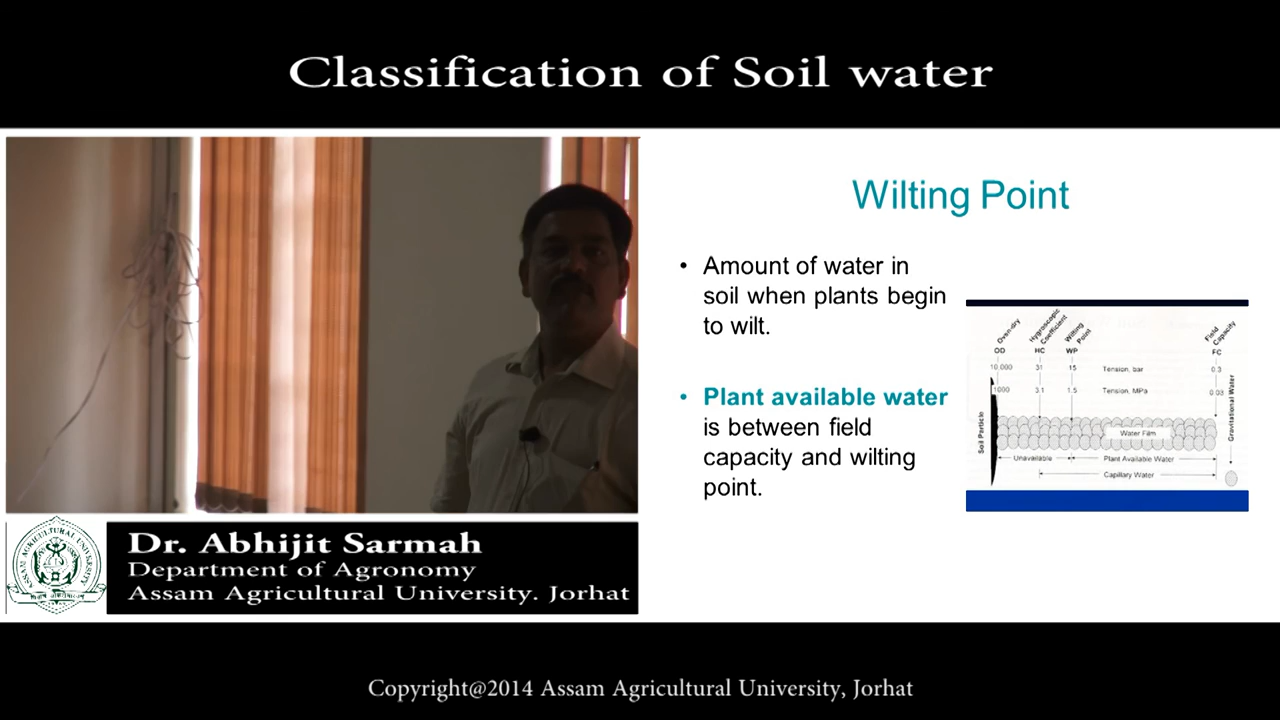 Classification of Soil water
Wilting Point
• Amount of water in
soil when plants begin
to wilt.
• Plant available water
is between field
capacity and wilting
point.
Oven-dry
Hygroscopic
Coefficient
Wilting
Point
Field
Capacity
OD HC WP FC
10,000 31 15 Tension, bar 0.3
1000 3.1 1.5 Tension, MPa 0.03
Soil Particle
Water Film
Gravitational Water
Unavailable Plant Available Water
Capillary Water
ASSAM AGRICULTURAL UNIVERSITY
Dr. Abhijit Sarmah
Department of Agronomy
Assam Agricultural University. Jorhat
Copyright@2014 Assam Agricultural University, Jorhat